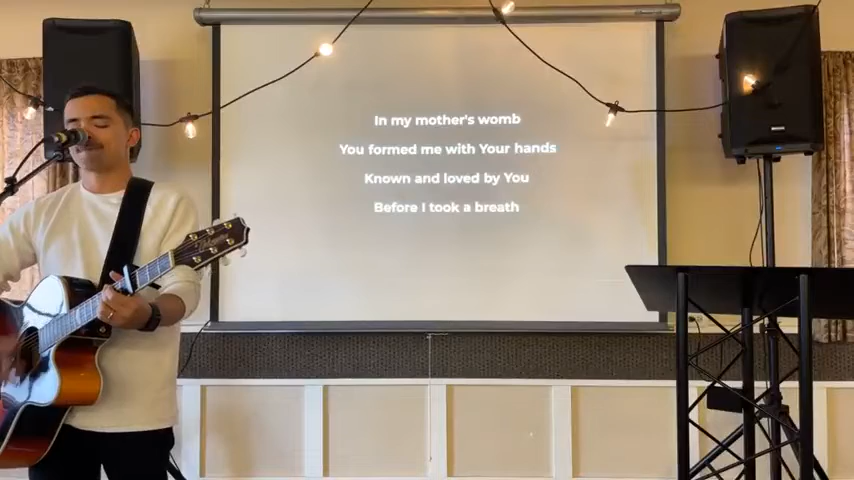 In my mother's womb
You formed me with Your hands
Known and loved by You
Before I took a breath